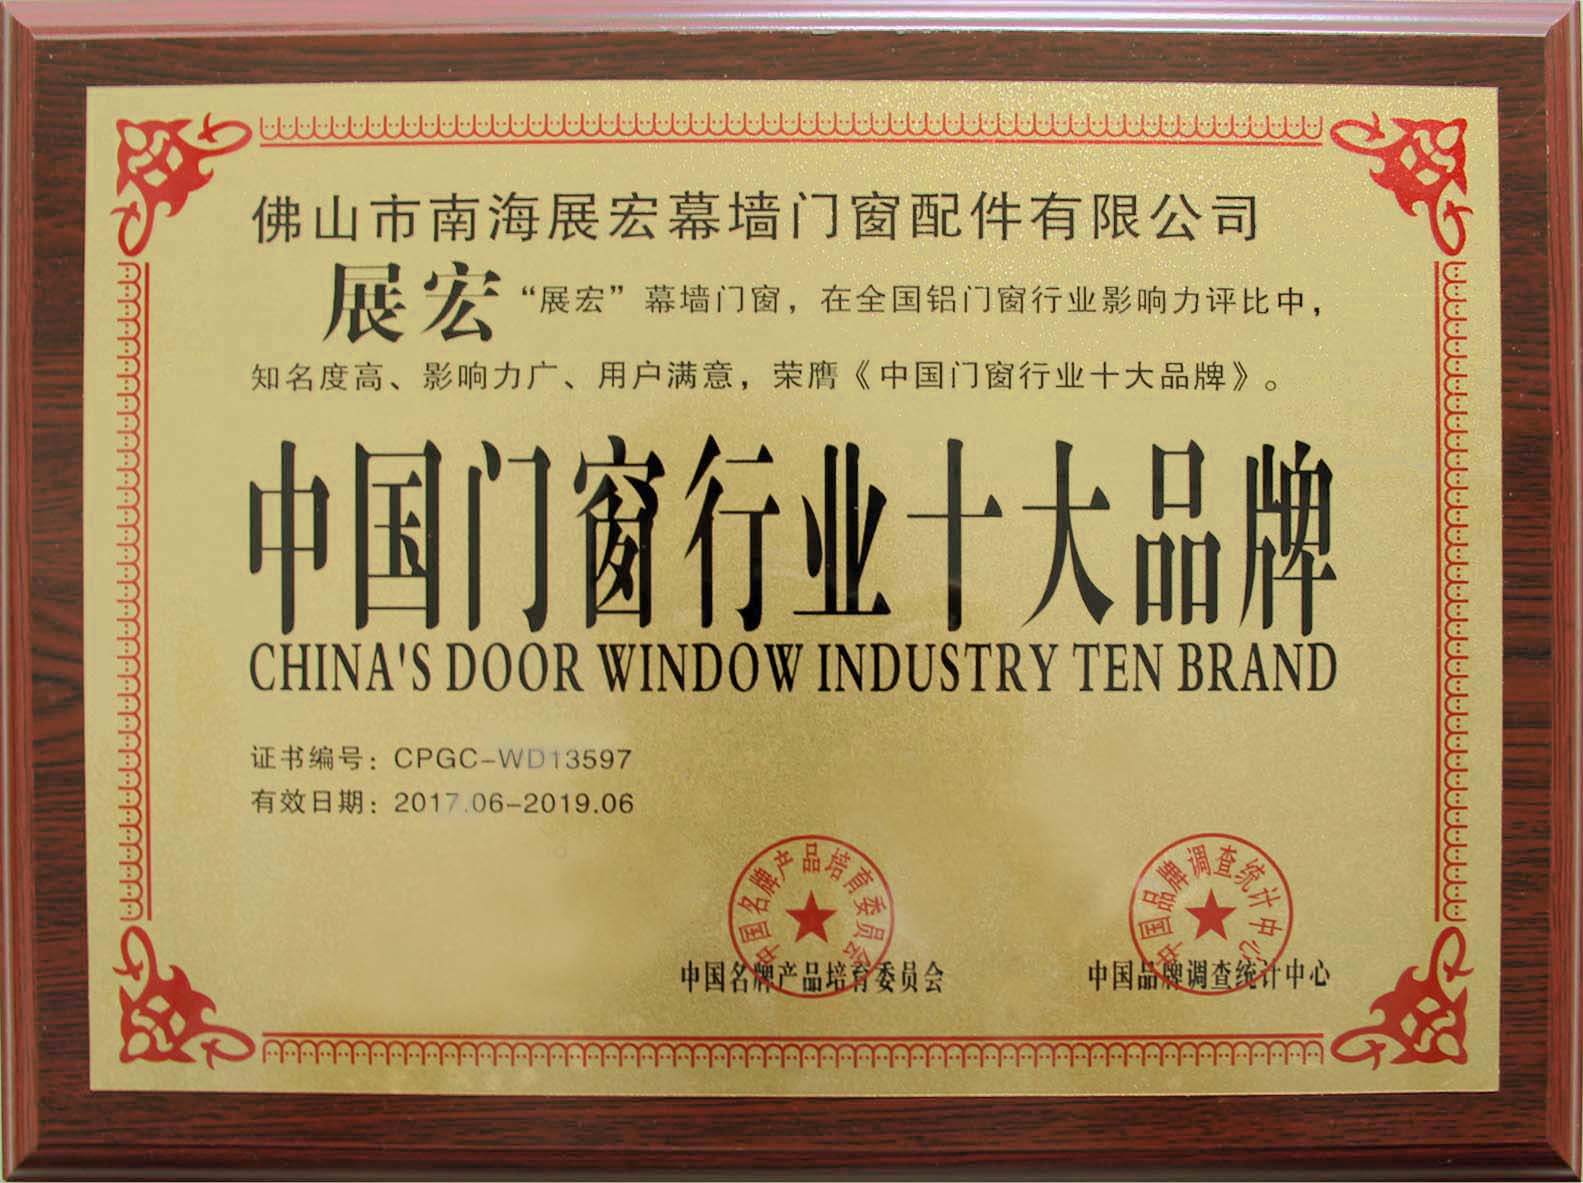 佛山市南海展宏幕墙门窗配件有限公司
展宏 “展宏”幕墙门窗，在全国铝门窗行业影响力评比中，
知名度高、影响力广、用户满意，荣膺《中国门窗行业十大品牌》。
中国门窗行业十大品牌
CHINA'S DOOR WINDOW INDUSTRY TEN BRAND
证书编号：CPGC-WD13597
有效日期：2017.06-2019.06
中国名牌产品培育委员会
中国品牌调查统计中心
中国名牌产品培育委员会
中国品牌调查统计中心